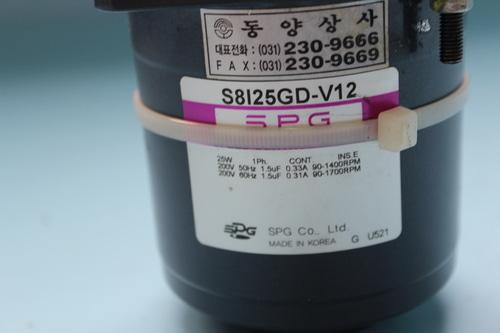 동양상사
대표전화 : (031) 230-9666
F A X : (031) 230-9669
S8I25GD-V12
SPG
25W 1Ph. CONT. INS.E
200V 50Hz 1.5uF 0.33A 90-1400RPM
200V 60Hz 1.5uF 0.31A 90-1700RPM
SPG SPG Co., Ltd.
MADE IN KOREA G U521